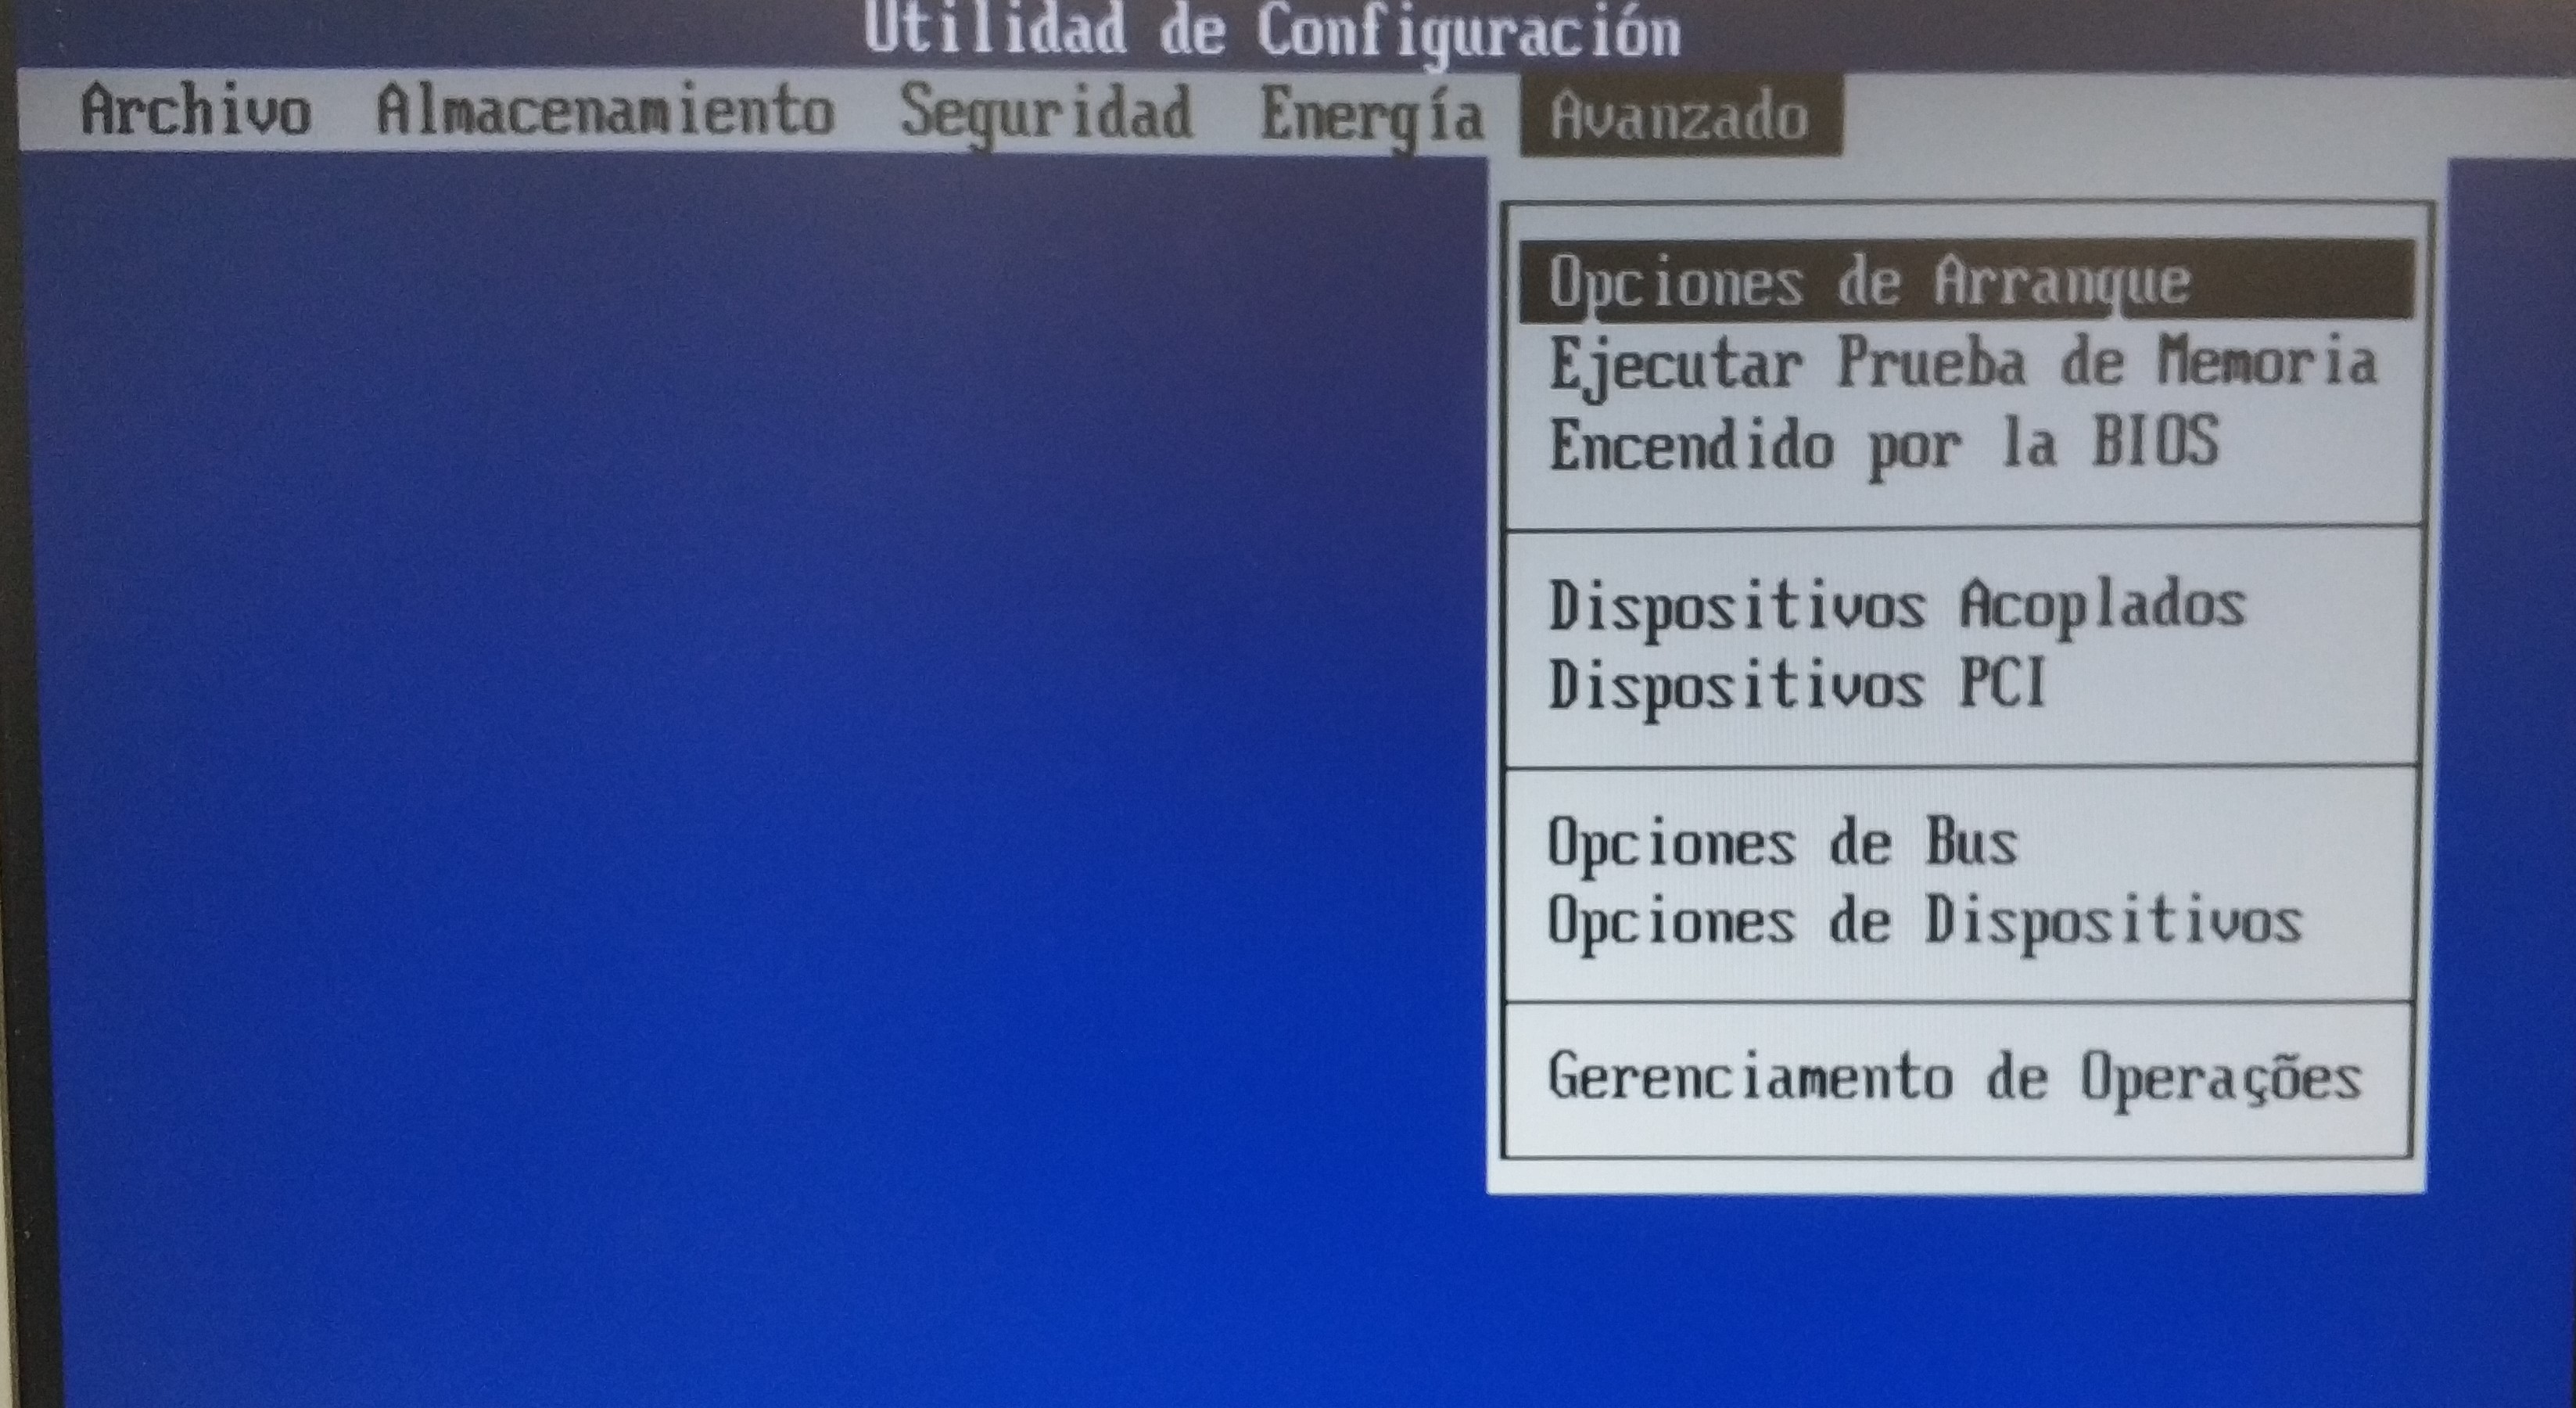 Utilidad de Configuración
Archivo Almacenamiento Seguridad Energía Avanzado
Opciones de Arranque
Ejecutar Prueba de Memoria
Encendido por la BIOS
Dispositivos Acoplados
Dispositivos PCI
Opciones de Bus
Opciones de Dispositivos
Gerenciamento de Operações